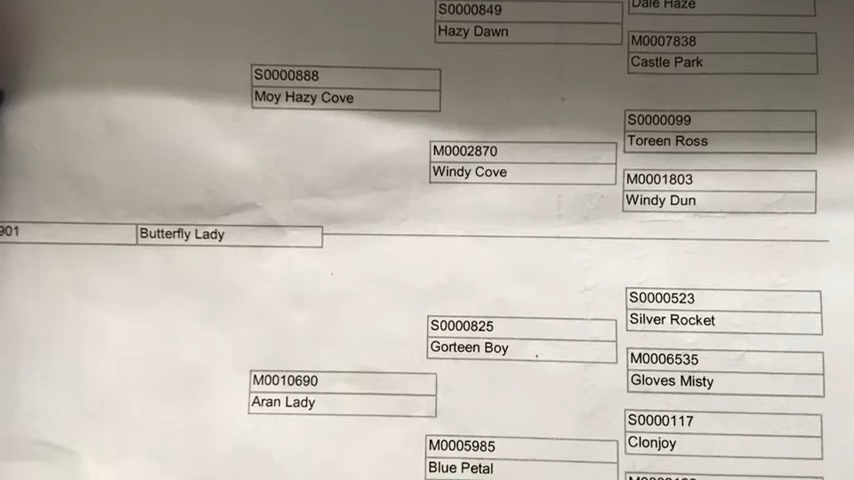 S0000849
Hazy Dawn
Dale Haze
M0007838
Castle Park
S0000888
Moy Hazy Cove
S0000099
Toreen Ross
M0002870
Windy Cove
M0001803
Windy Dun
901
Butterfly Lady
S0000523
Silver Rocket
S0000825
Gorteen Boy
M0006535
Gloves Misty
M0010690
Aran Lady
S0000117
Clonjoy
M0005985
Blue Petal